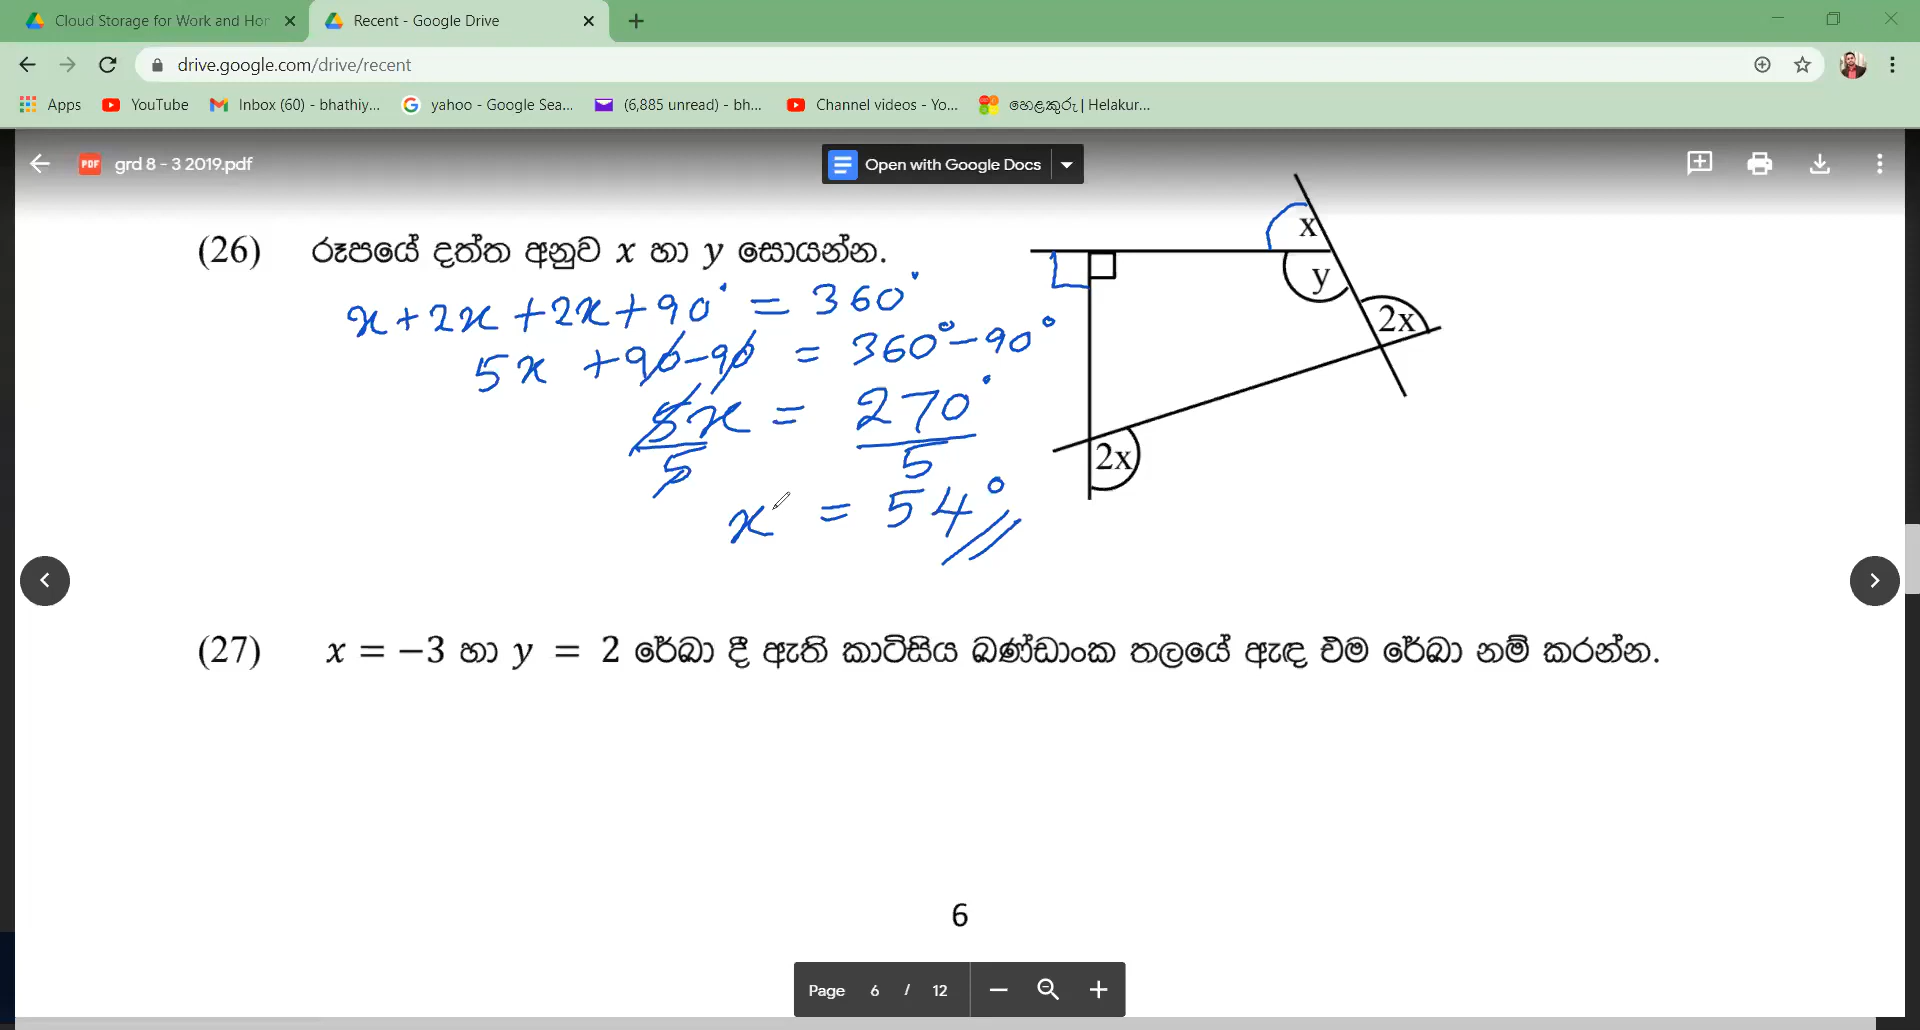 Cloud Storage for Work and Hor
Recent - Google Drive
drive.google.com/drive/recent
Apps YouTube Inbox (60) - bhathiy... yahoo - Google Sea... (6,885 unread) - bh... Channel videos - Yo... හෙළකුරු | Helakur...
PDF grd 8 - 3 2019.pdf Open with Google Docs
(26) රූපයේ දත්ත අනුව x හා y සොයන්න.
x + 2x + 2x + 90° = 360°
5x + 90 - 90 = 360° - 90°
5x = 270°
5 5
x = 54°
x
y
2x
2x
(27) x = −3 හා y = 2 රේඛා දී ඇති කාටිසිය ඛණ්ඩාංක තලයේ ඇඳ එම රේඛා නම් කරන්න.
6
Page 6 / 12